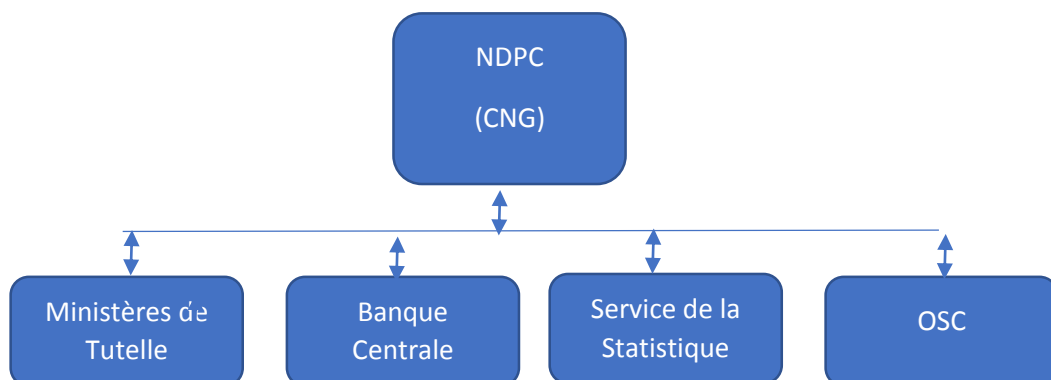 NDPC
(CNG)
Ministères de
Tutelle
Banque
Centrale
Service de la
Statistique
OSC